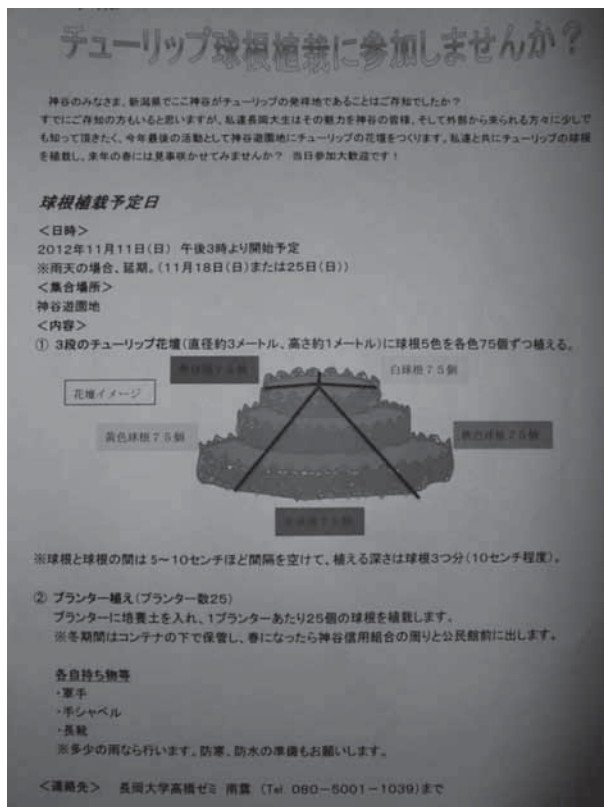 チューリップ球根植栽に参加しませんか？
神谷のみなさま、新潟県でここ神谷がチューリップの発祥地であることはご存知でしたか？
すでにご存知の方もいると思いますが、私達長岡大生はその魅力を神谷の皆様、そして外部から来られる方々に少しで
も知って頂きたく、今年最後の活動として神谷遊園地にチューリップの花壇をつくります。私達と共にチューリップの球根
を植栽し、来年の春には見事咲かせてみませんか？ 当日参加大歓迎です！
球根植栽予定日
＜日時＞
2012年11月11日(日) 午後3時より開始予定
※雨天の場合、延期。(11月18日(日)または25日(日))
＜集合場所＞
神谷遊園地
＜内容＞
① 3段のチューリップ花壇(直径約3メートル、高さ約1メートル)に球根5色を各色75個ずつ植える。
球根75個
白球根75個
花壇イメージ
黄色球根75個
色球根75個
球根75個
※球根と球根の間は5～10センチほど間隔を空けて、植える深さは球根3つ分(10センチ程度)。
② プランター植え(プランター数25)
プランターに培養土を入れ、1プランターあたり25個の球根を植栽します。
※冬期間はコンテナの下で保管し、春になったら神谷信用組合の周りと公民館前に出します。
各自持ち物等
・軍手
・手シャベル
・長靴
※多少の雨なら行います。防寒、防水の準備もお願いします。
＜連絡先＞ 長岡大学高橋ゼミ 南雲 (Tel 080-5001-1039)まで